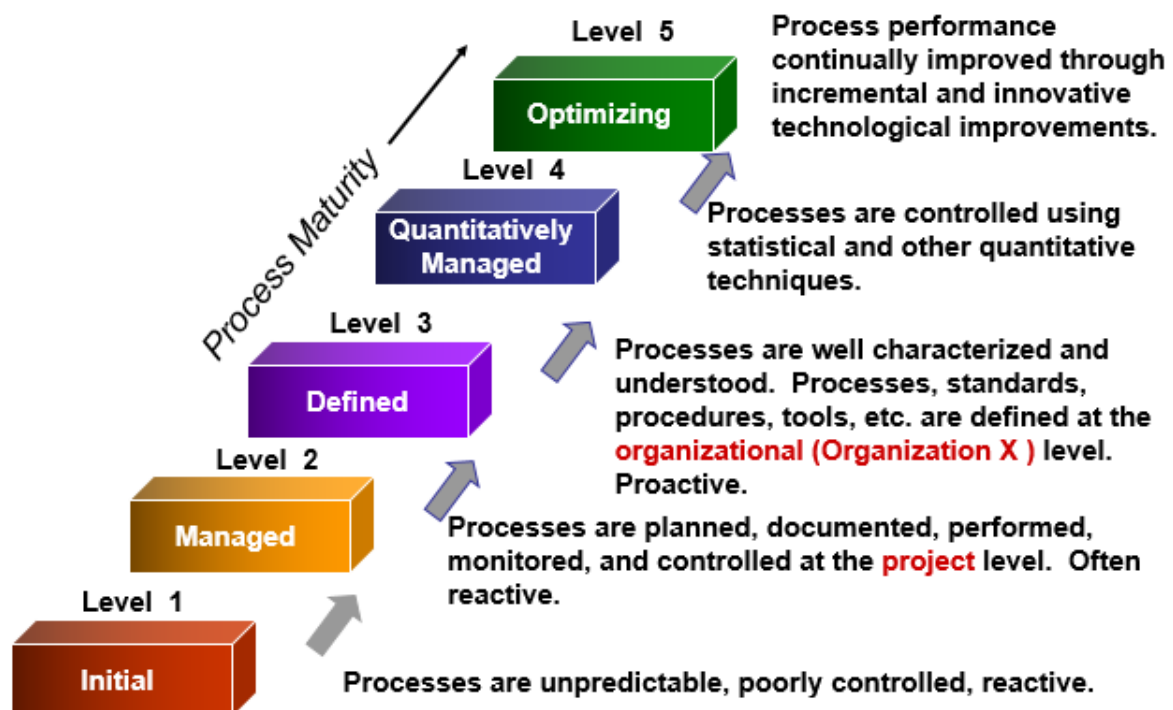 Level 5
Optimizing
Process performance
continually improved through
incremental and innovative
technological improvements.
Process Maturity
Level 4
Quantitatively
Managed
Processes are controlled using
statistical and other quantitative
techniques.
Level 3
Defined
Processes are well characterized and
understood. Processes, standards,
procedures, tools, etc. are defined at the
organizational (Organization X ) level.
Proactive.
Level 2
Managed
Processes are planned, documented, performed,
monitored, and controlled at the project level. Often
reactive.
Level 1
Initial
Processes are unpredictable, poorly controlled, reactive.